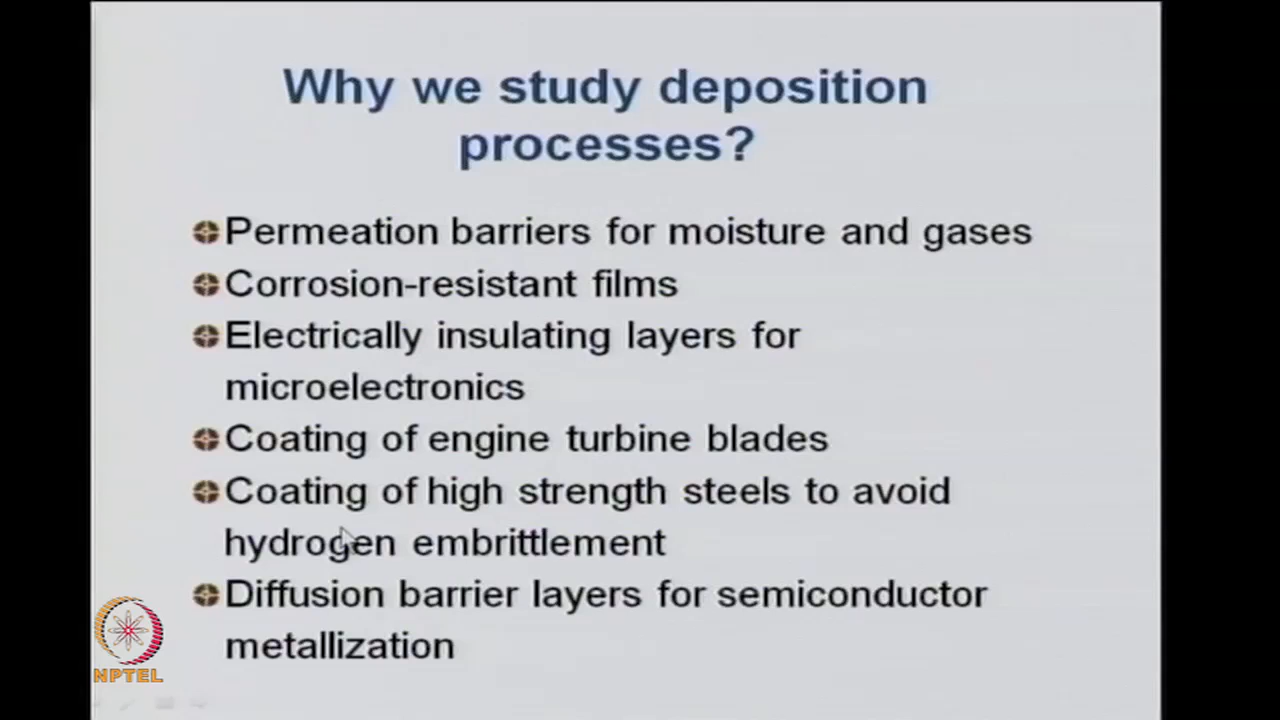 Why we study deposition
processes?
Permeation barriers for moisture and gases
Corrosion-resistant films
Electrically insulating layers for
microelectronics
Coating of engine turbine blades
Coating of high strength steels to avoid
hydrogen embrittlement
Diffusion barrier layers for semiconductor
metallization
NPTEL